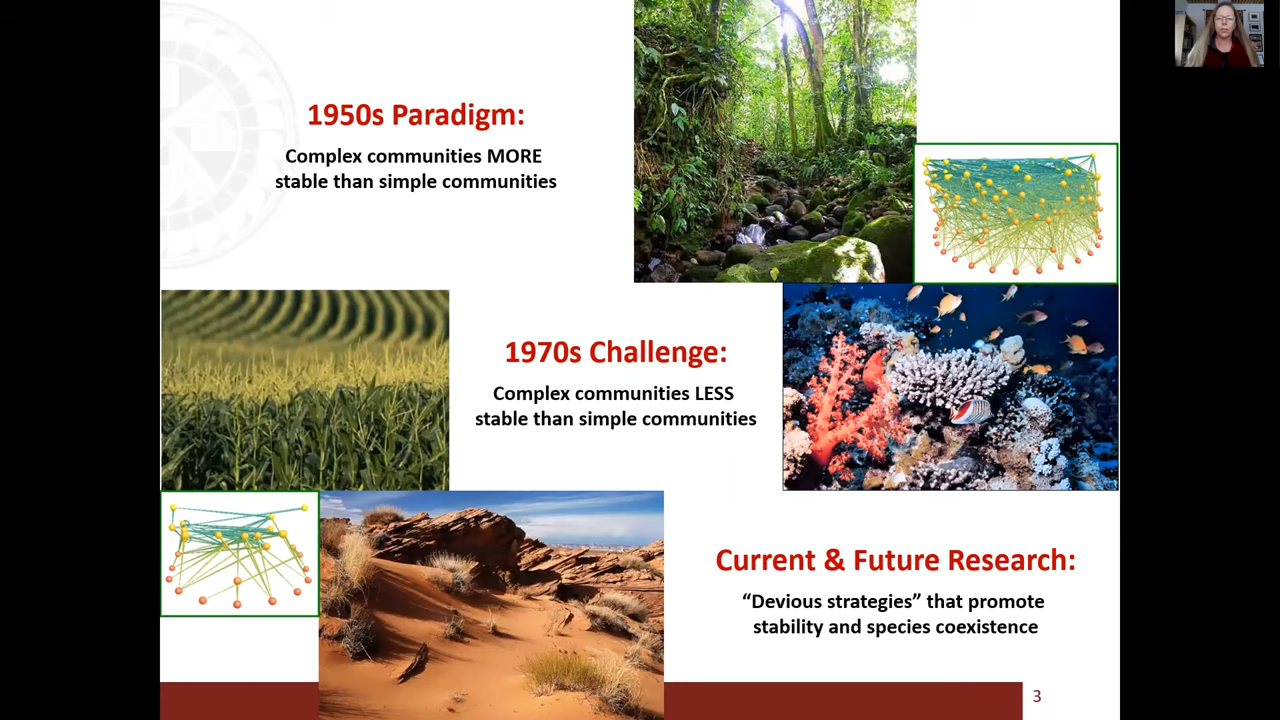 1950s Paradigm:
Complex communities MORE
stable than simple communities
1970s Challenge:
Complex communities LESS
stable than simple communities
Current & Future Research:
“Devious strategies” that promote
stability and species coexistence
3